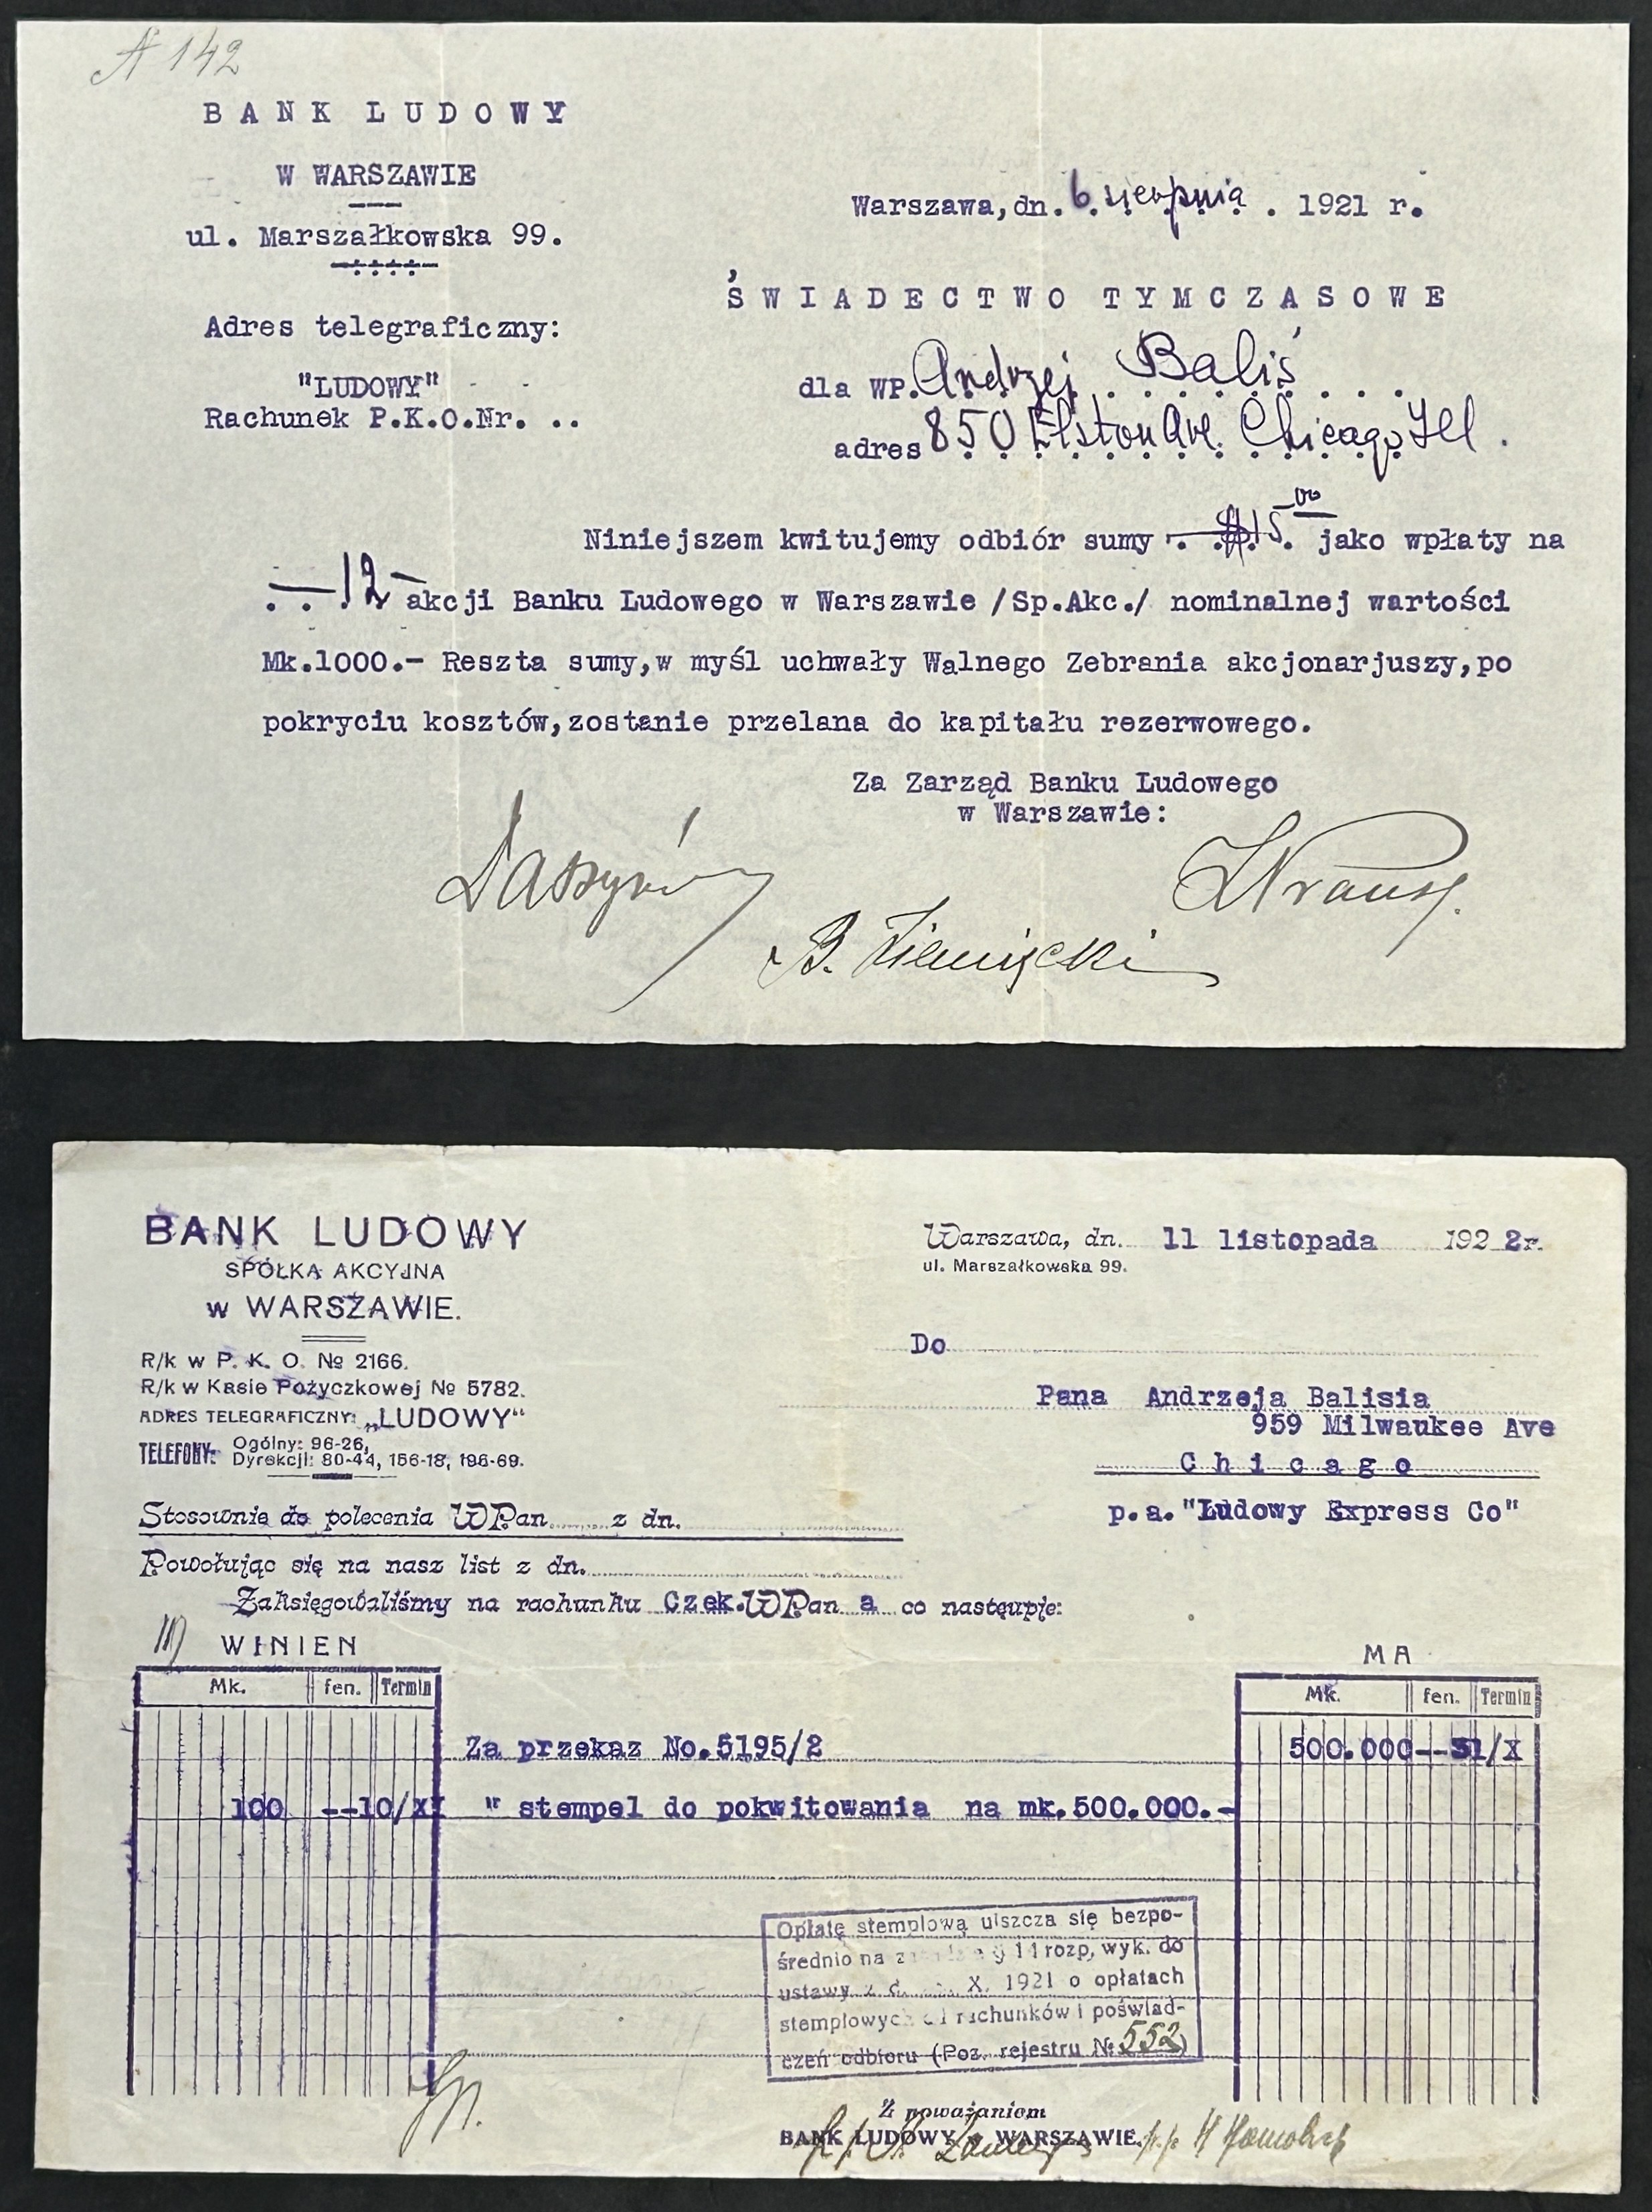 № 142
BANK LUDOWY
W WARSZAWIE
ul. Marszałkowska 99.
Adres telegraficzny:
"LUDOWY"
Rachunek P.K.O.Nr. ..
Warszawa, dn. 6 sierpnia . 1921 r.
ŚWIADECTWO TYMCZASOWE
dla WP. Andrzej Baliś
adres 850 Elston Ave. Chicago Ill.
Niniejszem kwitujemy odbiór sumy $15.00 jako wpłaty na
12 akcji Banku Ludowego w Warszawie /Sp.Akc./ nominalnej wartości
Mk.1000.- Reszta sumy, w myśl uchwały Walnego Zebrania akcjonarjuszy, po
pokryciu kosztów, zostanie przelana do kapitału rezerwowego.
Za Zarząd Banku Ludowego
w Warszawie:
B. Ziemięcki
BANK LUDOWY
SPÓŁKA AKCYJNA
w WARSZAWIE.
R/k w P. K. O. № 2166.
R/k w Kasie Pożyczkowej № 5782.
ADRES TELEGRAFICZNY: „LUDOWY"
TELEFONY: Ogólny: 96-26,
Dyrekcji: 80-44, 156-18, 196-69.
Warszawa, dn. 11 listopada 1922r.
ul. Marszałkowska 99.
Do
Pana Andrzeja Balisia
959 Milwaukee Ave
Chicago
p.a."Ludowy Express Co"
Stosownie do polecenia WPan z dn.
Powołując się na nasz list z dn.
Zaksięgowaliśmy na rachunku Czek. WPan a co następuje:
WINIEN
MA
Mk. fen. Termin
Mk. fen. Termin
Za przekaz No.5195/2 500.000--31/X
100 --10/XI " stempel do pokwitowania na mk.500.000.-
Opłatę stemplową uiszcza się bezpo-
średnio na § 14 rozp. wyk. do
ustawy z d. X. 1921 o opłatach
stemplowych od rachunków i poświad-
czeń odbioru (Poz. rejestru № 552)
Z poważaniem
BANK LUDOWY w WARSZAWIE.